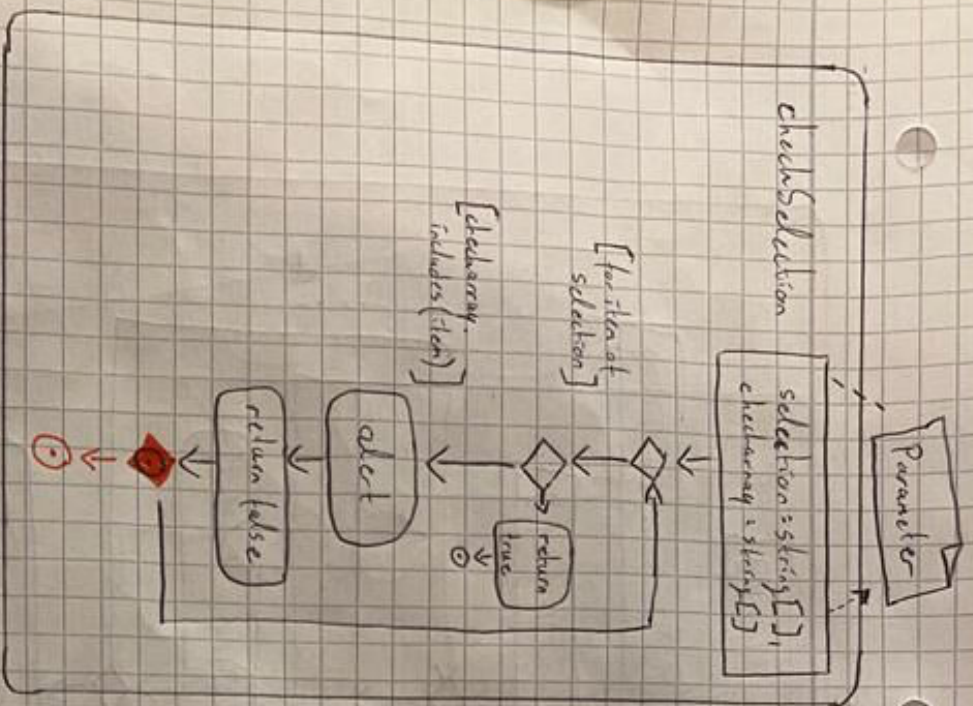 Parameter
checkSelection
selection : string[],
checkarray : string[]
[for item of
selection]
[checkarray.
includes(item)]
return
true
alert
return false